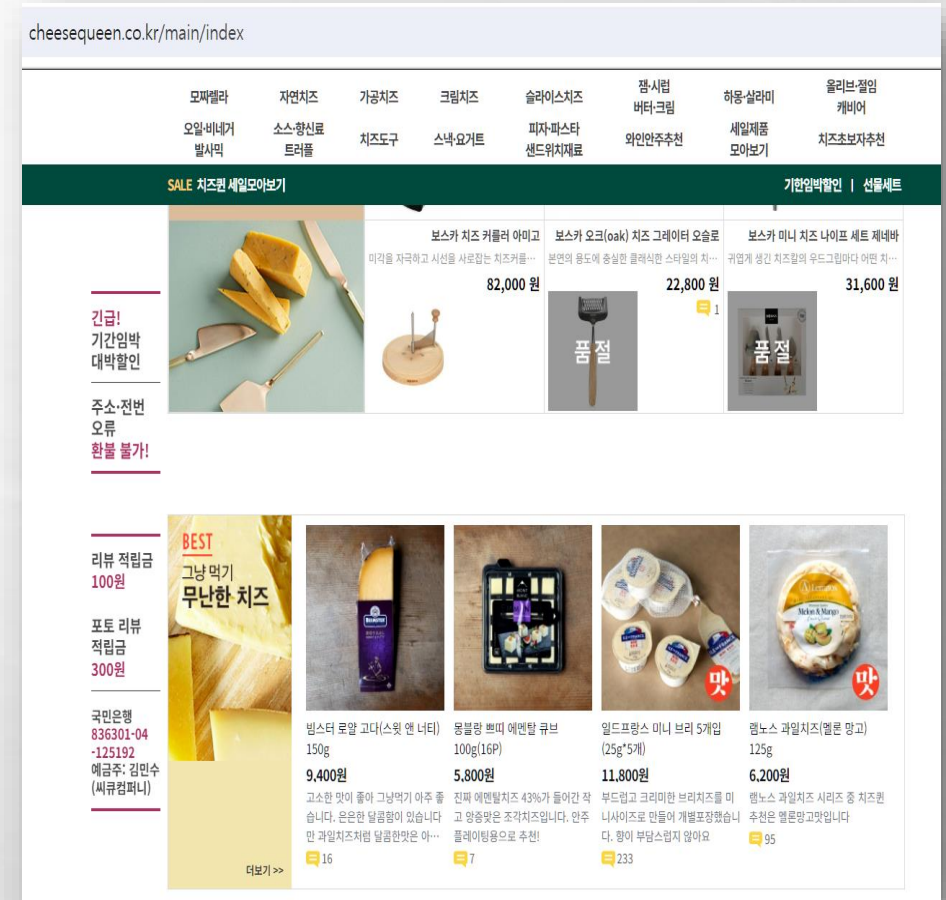 cheesequeen.co.kr/main/index
모짜렐라 자연치즈 가공치즈 크림치즈 슬라이스치즈 잼·시럽 버터·크림 하몽·살라미 올리브·절임 캐비어
오일·비네거 발사믹 소스·향신료 트러플 치즈도구 스낵·요거트 피자·파스타 샌드위치재료 와인안주추천 세일제품 모아보기 치즈초보자추천
SALE 치즈퀸 세일모아보기 기한임박할인 | 선물세트
보스카 치즈 커를러 아미고
미각을 자극하고 시선을 사로잡는 치즈커를…
82,000 원
보스카 오크(oak) 치즈 그레이터 오슬로
본연의 용도에 충실한 클래식한 스타일의 치…
22,800 원
1
품절
보스카 미니 치즈 나이프 세트 제네바
귀엽게 생긴 치즈칼의 우드그립마다 어떤 치…
31,600 원
품절
긴급!
기간임박
대박할인
주소·전번
오류
환불 불가!
리뷰 적립금
100원
포토 리뷰
적립금
300원
국민은행
836301-04
-125192
예금주: 김민수
(씨큐컴퍼니)
BEST
그냥 먹기
무난한 치즈
더보기 >>
빔스터 로얄 고다(스윗 앤 너티)
150g
9,400원
고소한 맛이 좋아 그냥먹기 아주 좋
습니다. 은은한 달콤함이 있습니다
만 과일치즈처럼 달콤한맛은 아…
16
몽블랑 쁘띠 에멘탈 큐브
100g(16P)
5,800원
진짜 에멘탈치즈 43%가 들어간 작
고 앙증맞은 조각치즈입니다. 안주
플레이팅용으로 추천!
7
맛
일드프랑스 미니 브리 5개입
(25g*5개)
11,800원
부드럽고 크리미한 브리치즈를 미
니사이즈로 만들어 개별포장했습니
다. 향이 부담스럽지 않아요
233
Melon & Mango
맛
램노스 과일치즈(멜론 망고)
125g
6,200원
램노스 과일치즈 시리즈 중 치즈퀸
추천은 멜론망고맛입니다
95